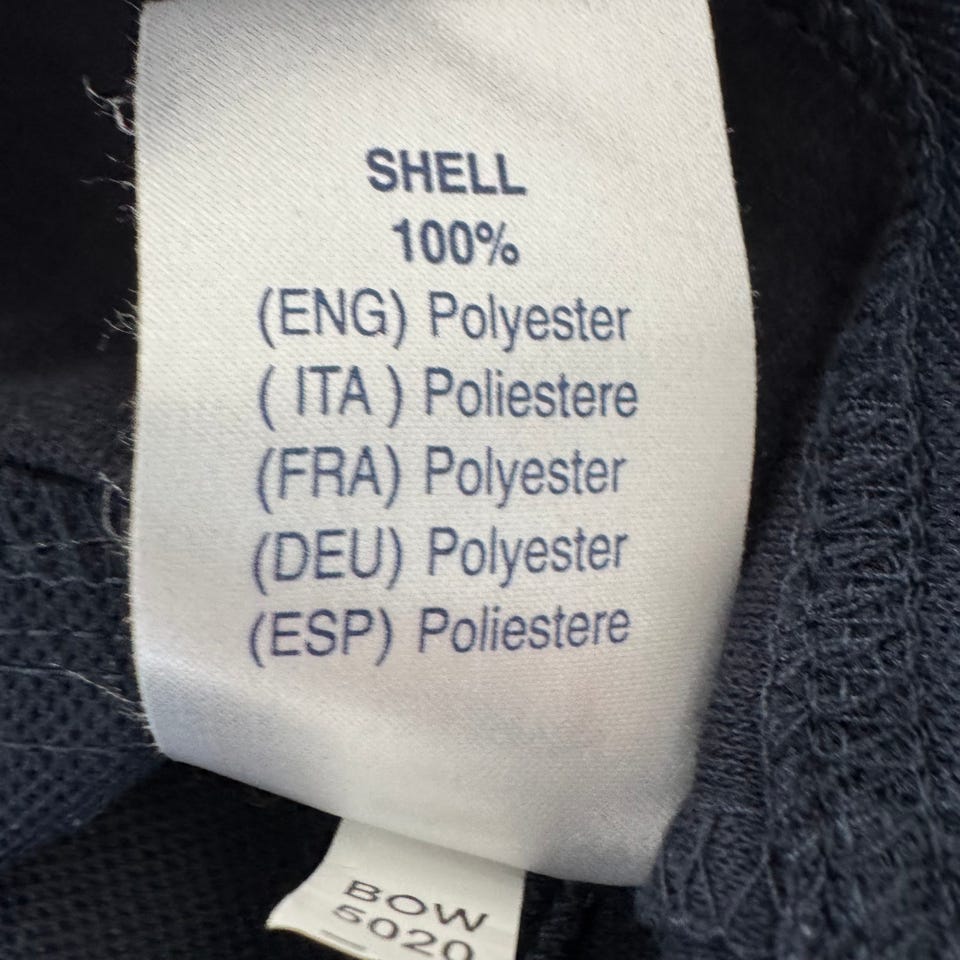 SHELL
100%
(ENG) Polyester
( ITA ) Poliestere
(FRA) Polyester
(DEU) Polyester
(ESP) Poliestere
BOW
5020